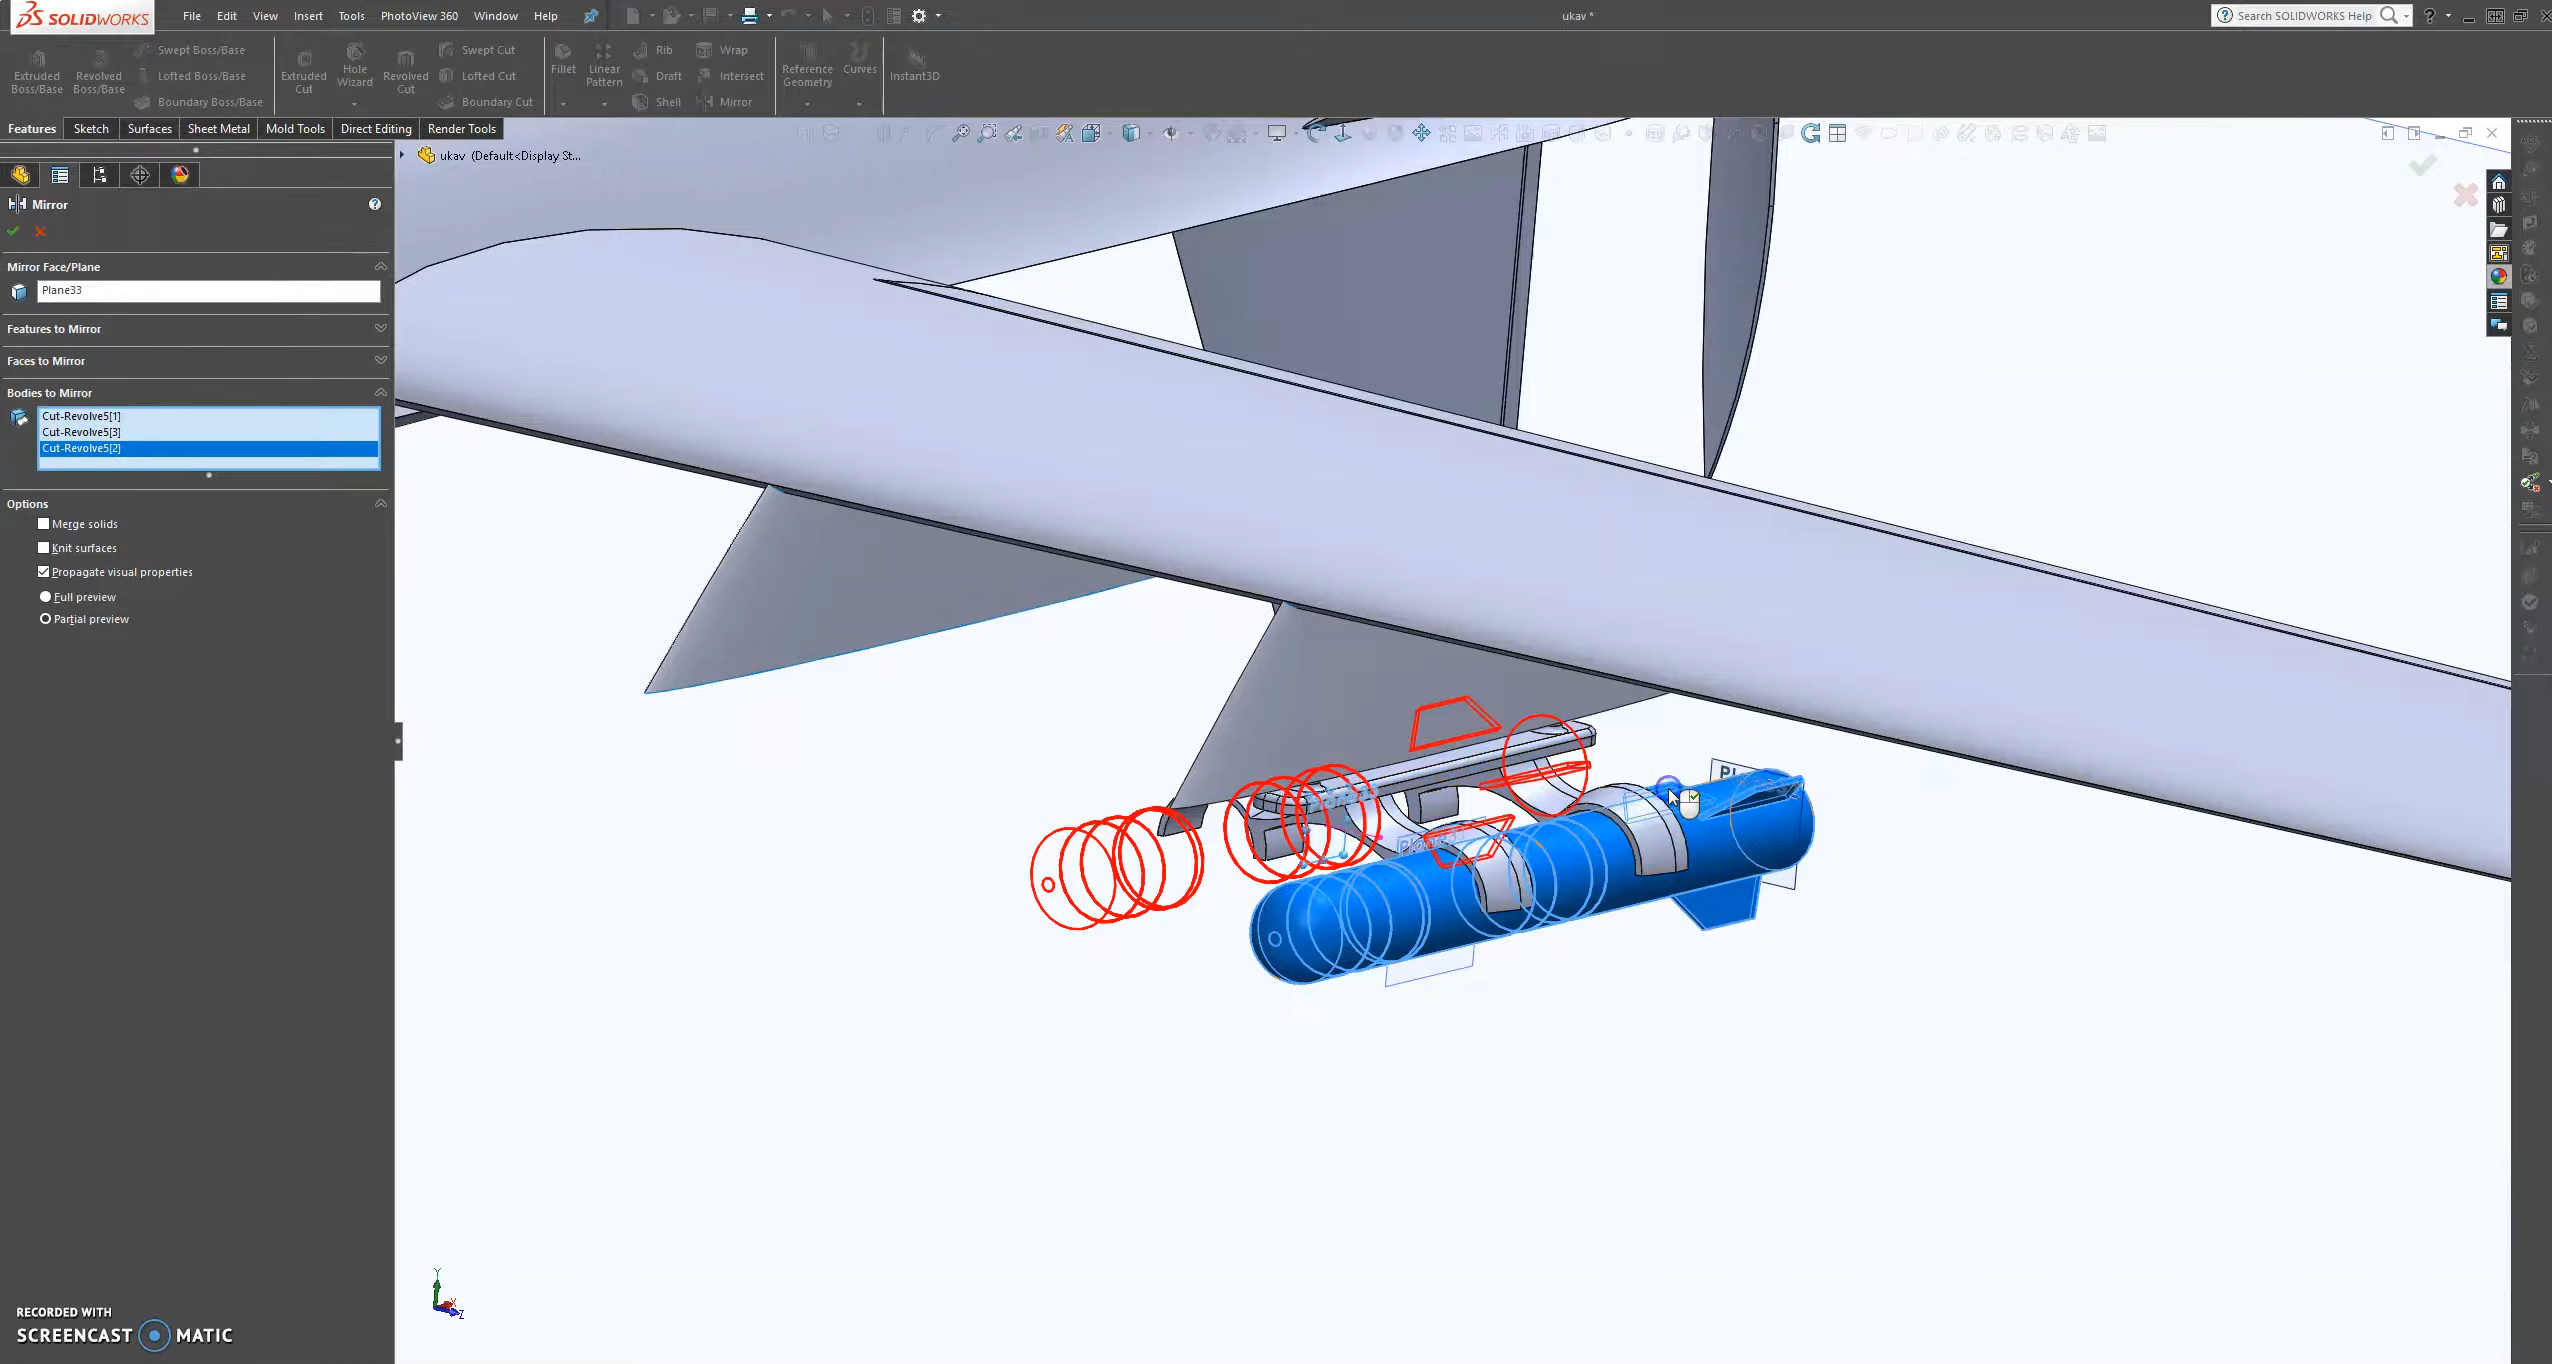 SOLIDWORKS
File Edit View Insert Tools PhotoView 360 Window Help
ukav *
Search SOLIDWORKS Help
Extruded Boss/Base
Revolved Boss/Base
Swept Boss/Base
Lofted Boss/Base
Boundary Boss/Base
Extruded Cut
Hole Wizard
Revolved Cut
Swept Cut
Lofted Cut
Boundary Cut
Fillet
Linear Pattern
Rib
Draft
Shell
Wrap
Intersect
Mirror
Reference Geometry
Curves
Instant3D
Features Sketch Surfaces Sheet Metal Mold Tools Direct Editing Render Tools
ukav (Default<Display St...
Mirror
Mirror Face/Plane
Plane33
Features to Mirror
Faces to Mirror
Bodies to Mirror
Cut-Revolve5[1]
Cut-Revolve5[3]
Cut-Revolve5[2]
Options
Merge solids
Knit surfaces
Propagate visual properties
Full preview
Partial preview
Y
X
Z
RECORDED WITH
SCREENCAST MATIC